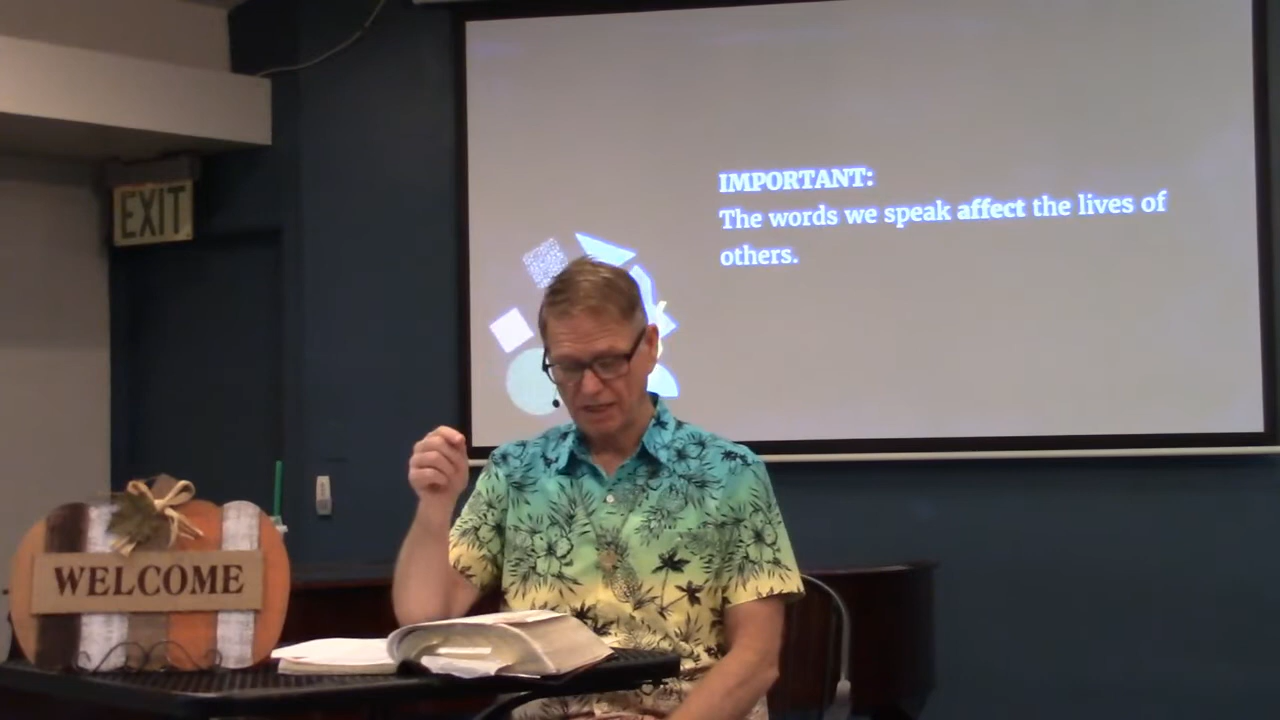 IMPORTANT:
The words we speak affect the lives of
others.
EXIT
WELCOME